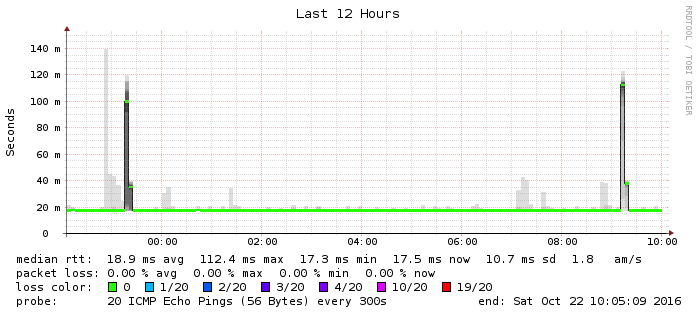 Last 12 Hours
RRDTOOL / TOBI OETIKER
Seconds
140 m
120 m
100 m
80 m
60 m
40 m
20 m
0
00:00 02:00 04:00 06:00 08:00 10:00
median rtt: 18.9 ms avg 112.4 ms max 17.3 ms min 17.5 ms now 10.7 ms sd 1.8 am/s
packet loss: 0.00 % avg 0.00 % max 0.00 % min 0.00 % now
loss color: 0 1/20 2/20 3/20 4/20 10/20 19/20
probe: 20 ICMP Echo Pings (56 Bytes) every 300s end: Sat Oct 22 10:05:09 2016